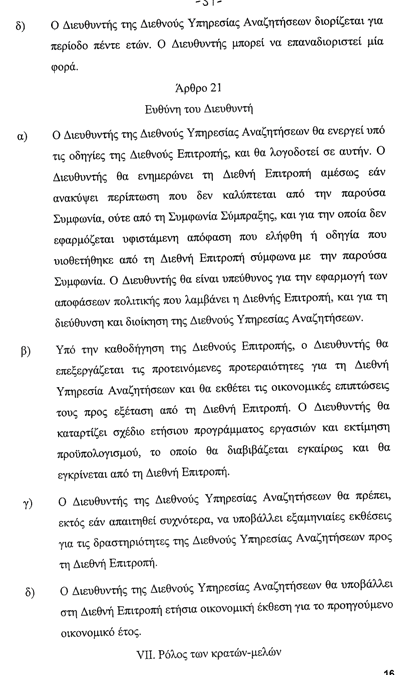 -31-
δ) Ο Διευθυντής της Διεθνούς Υπηρεσίας Αναζητήσεων διορίζεται για
περίοδο πέντε ετών. Ο Διευθυντής μπορεί να επαναδιοριστεί μία
φορά.
Άρθρο 21
Ευθύνη του Διευθυντή
α) Ο Διευθυντής της Διεθνούς Υπηρεσίας Αναζητήσεων θα ενεργεί υπό
τις οδηγίες της Διεθνούς Επιτροπής, και θα λογοδοτεί σε αυτήν. Ο
Διευθυντής θα ενημερώνει τη Διεθνή Επιτροπή αμέσως εάν
ανακύψει περίπτωση που δεν καλύπτεται από την παρούσα
Συμφωνία, ούτε από τη Συμφωνία Σύμπραξης, και για την οποία δεν
εφαρμόζεται υφιστάμενη απόφαση που ελήφθη ή οδηγία που
υιοθετήθηκε από τη Διεθνή Επιτροπή σύμφωνα με την παρούσα
Συμφωνία. Ο Διευθυντής θα είναι υπεύθυνος για την εφαρμογή των
αποφάσεων πολιτικής που λαμβάνει η Διεθνής Επιτροπή, και για τη
διεύθυνση και διοίκηση της Διεθνούς Υπηρεσίας Αναζητήσεων.
β) Υπό την καθοδήγηση της Διεθνούς Επιτροπής, ο Διευθυντής θα
επεξεργάζεται τις προτεινόμενες προτεραιότητες για τη Διεθνή
Υπηρεσία Αναζητήσεων και θα εκθέτει τις οικονομικές επιπτώσεις
τους προς εξέταση από τη Διεθνή Επιτροπή. Ο Διευθυντής θα
καταρτίζει σχέδιο ετήσιου προγράμματος εργασιών και εκτίμηση
προϋπολογισμού, το οποίο θα διαβιβάζεται εγκαίρως και θα
εγκρίνεται από τη Διεθνή Επιτροπή.
γ) Ο Διευθυντής της Διεθνούς Υπηρεσίας Αναζητήσεων θα πρέπει,
εκτός εάν απαιτηθεί συχνότερα, να υποβάλλει εξαμηνιαίες εκθέσεις
για τις δραστηριότητες της Διεθνούς Υπηρεσίας Αναζητήσεων προς
τη Διεθνή Επιτροπή.
δ) Ο Διευθυντής της Διεθνούς Υπηρεσίας Αναζητήσεων θα υποβάλλει
στη Διεθνή Επιτροπή ετήσια οικονομική έκθεση για το προηγούμενο
οικονομικό έτος.
VII. Ρόλος των κρατών-μελών
16